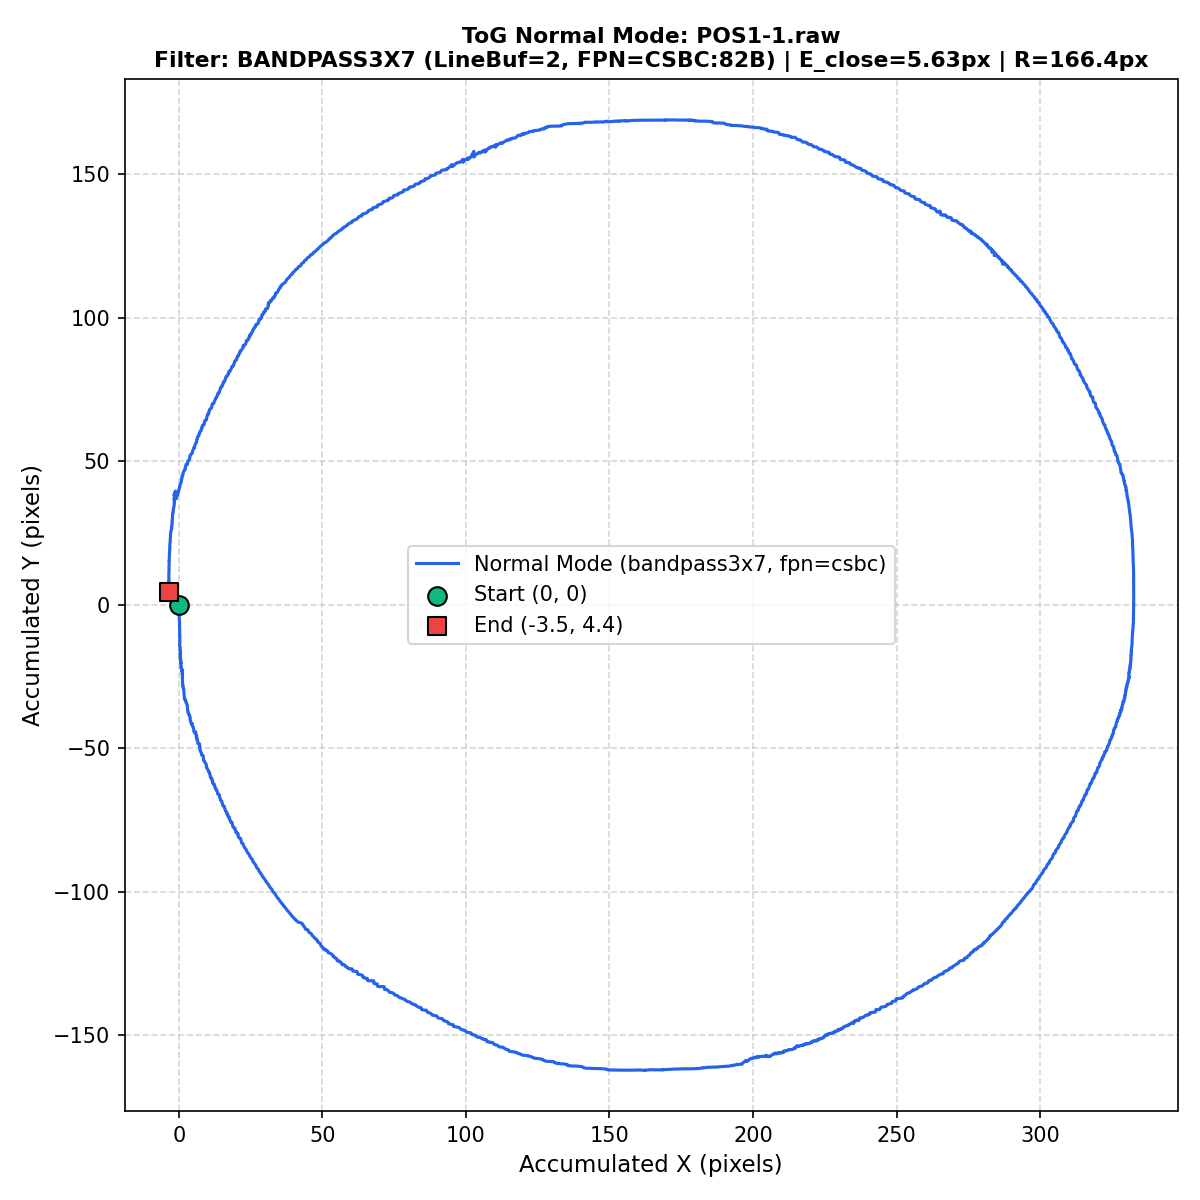 ToG Normal Mode: POS1-1.raw
Filter: BANDPASS3X7 (LineBuf=2, FPN=CSBC:82B) | E_close=5.63px | R=166.4px
Accumulated Y (pixels)
150
100
50
0
−50
−100
−150
Normal Mode (bandpass3x7, fpn=csbc)
Start (0, 0)
End (-3.5, 4.4)
0 50 100 150 200 250 300
Accumulated X (pixels)